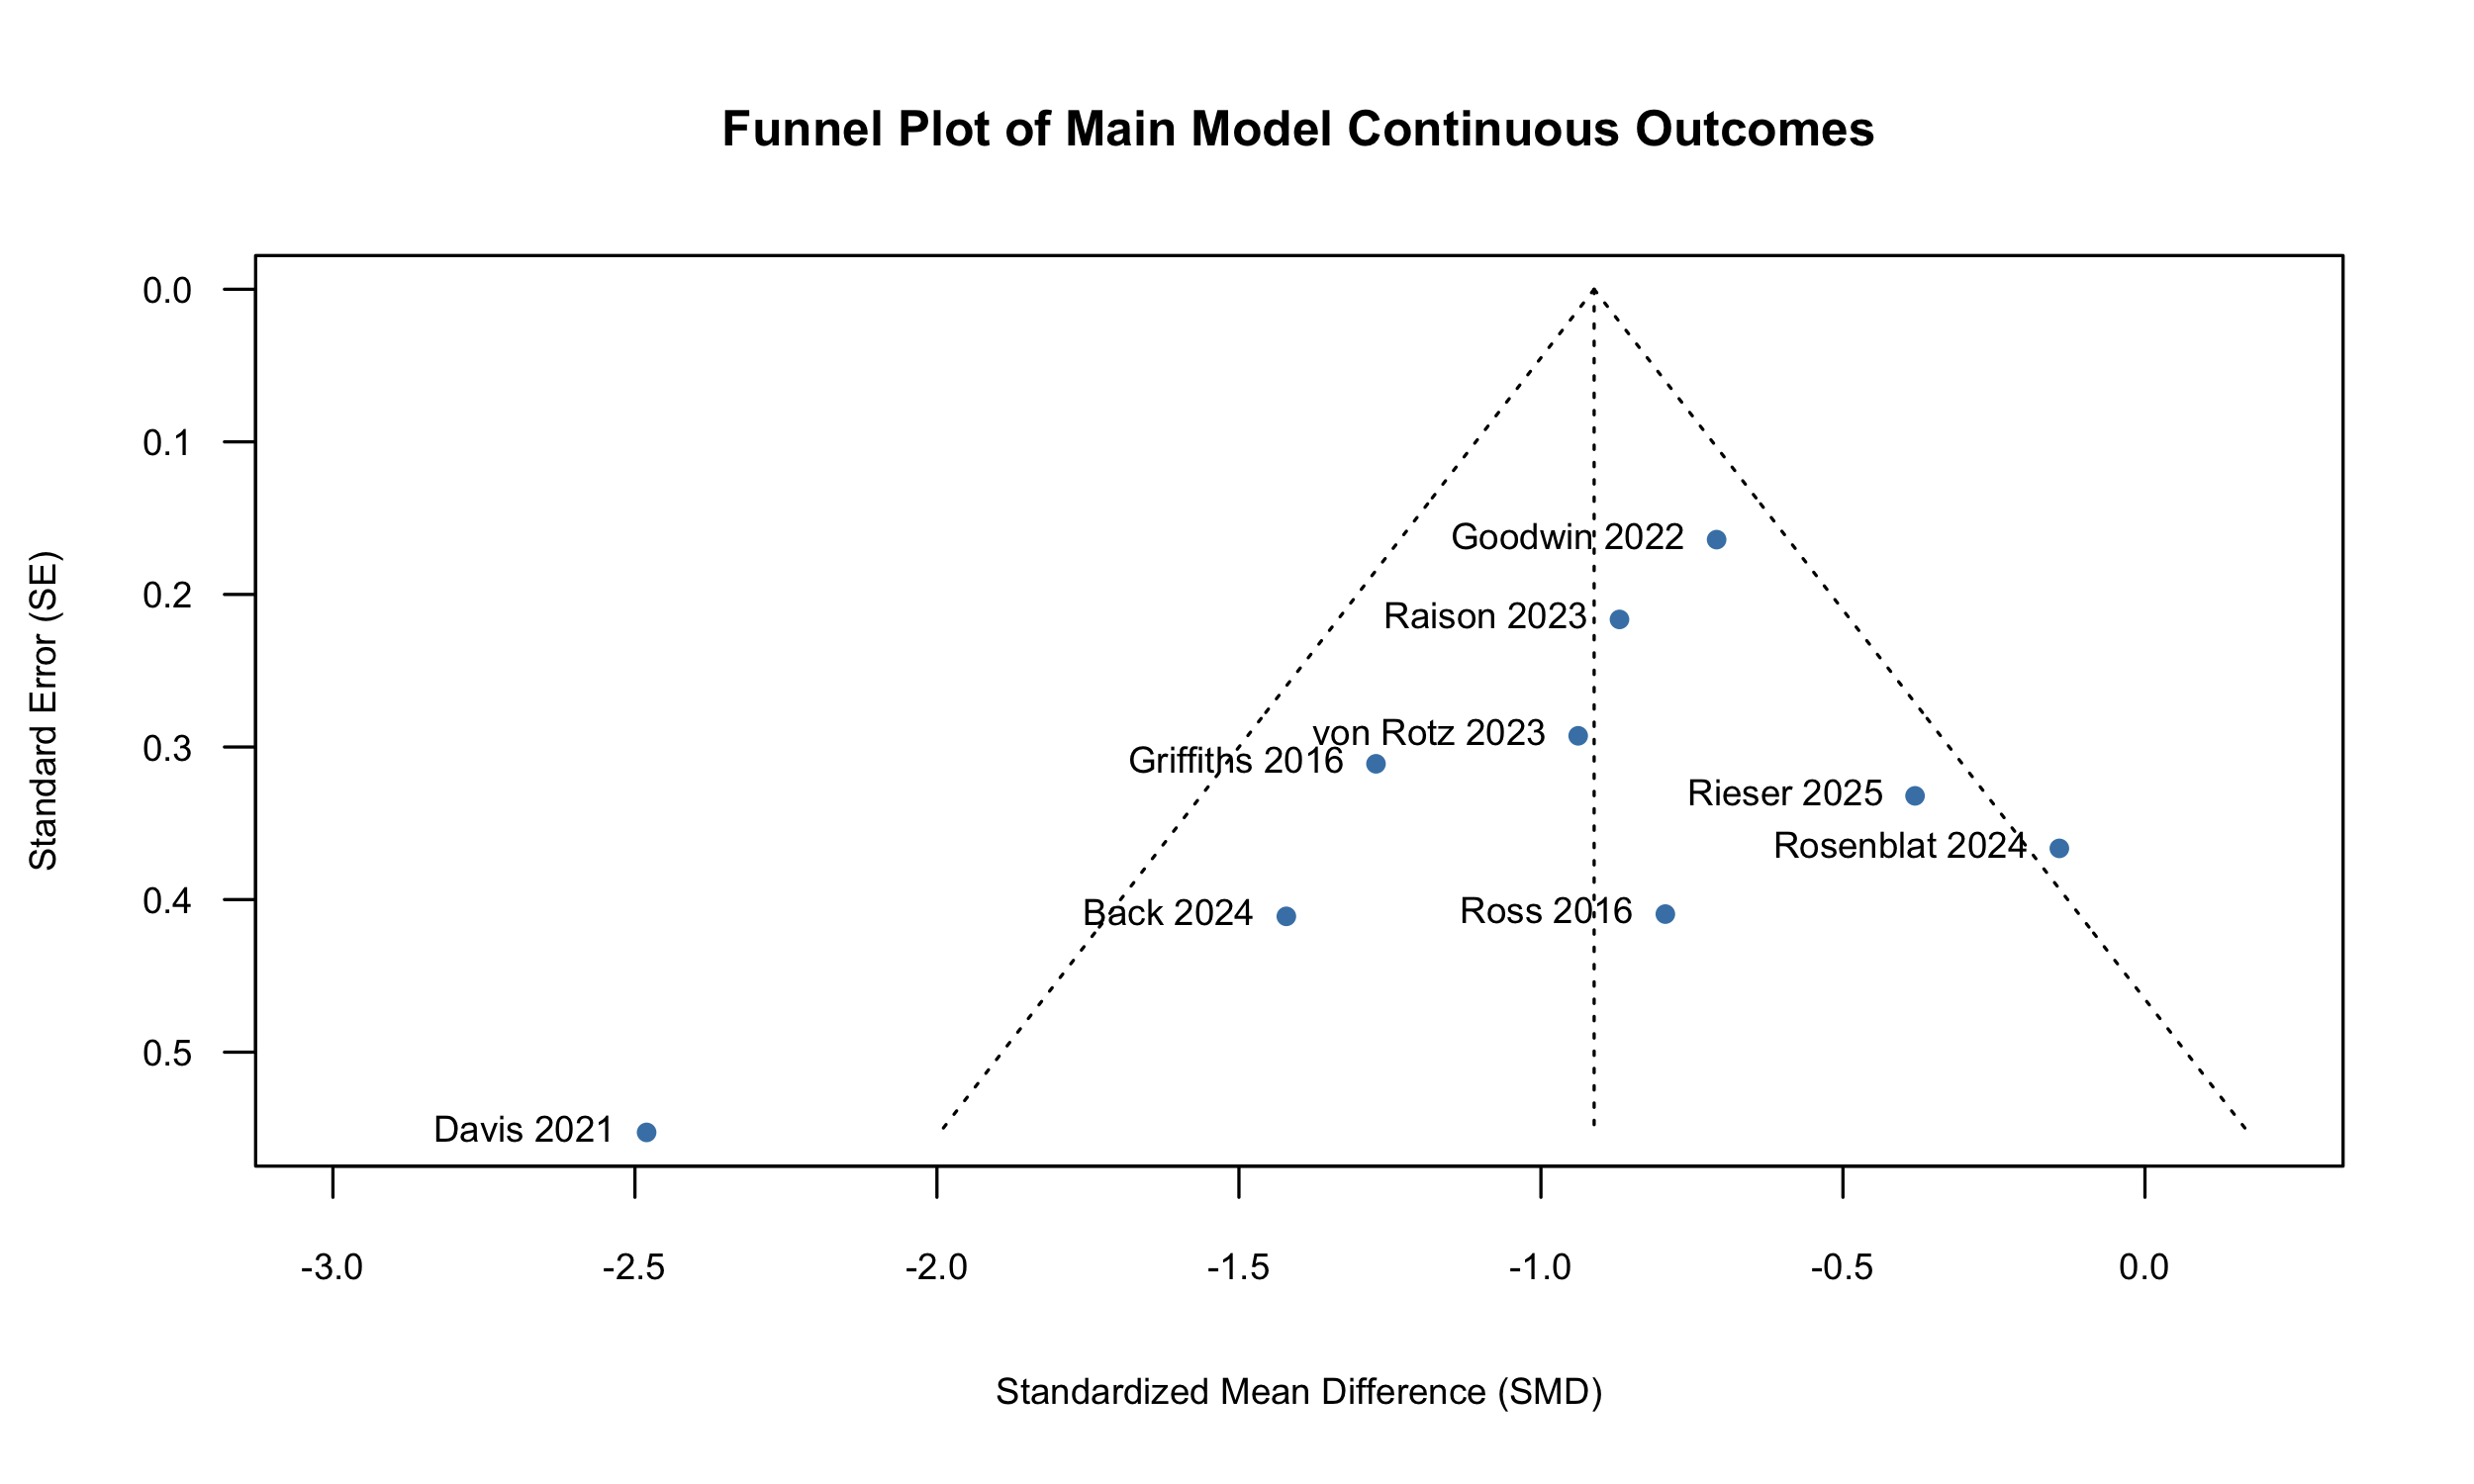 Funnel Plot of Main Model Continuous Outcomes
Standard Error (SE)
0.0
0.1
0.2
0.3
0.4
0.5
Goodwin 2022
Raison 2023
von Rotz 2023
Griffiths 2016
Rieser 2025
Rosenblat 2024
Back 2024
Ross 2016
Davis 2021
-3.0
-2.5
-2.0
-1.5
-1.0
-0.5
0.0
Standardized Mean Difference (SMD)